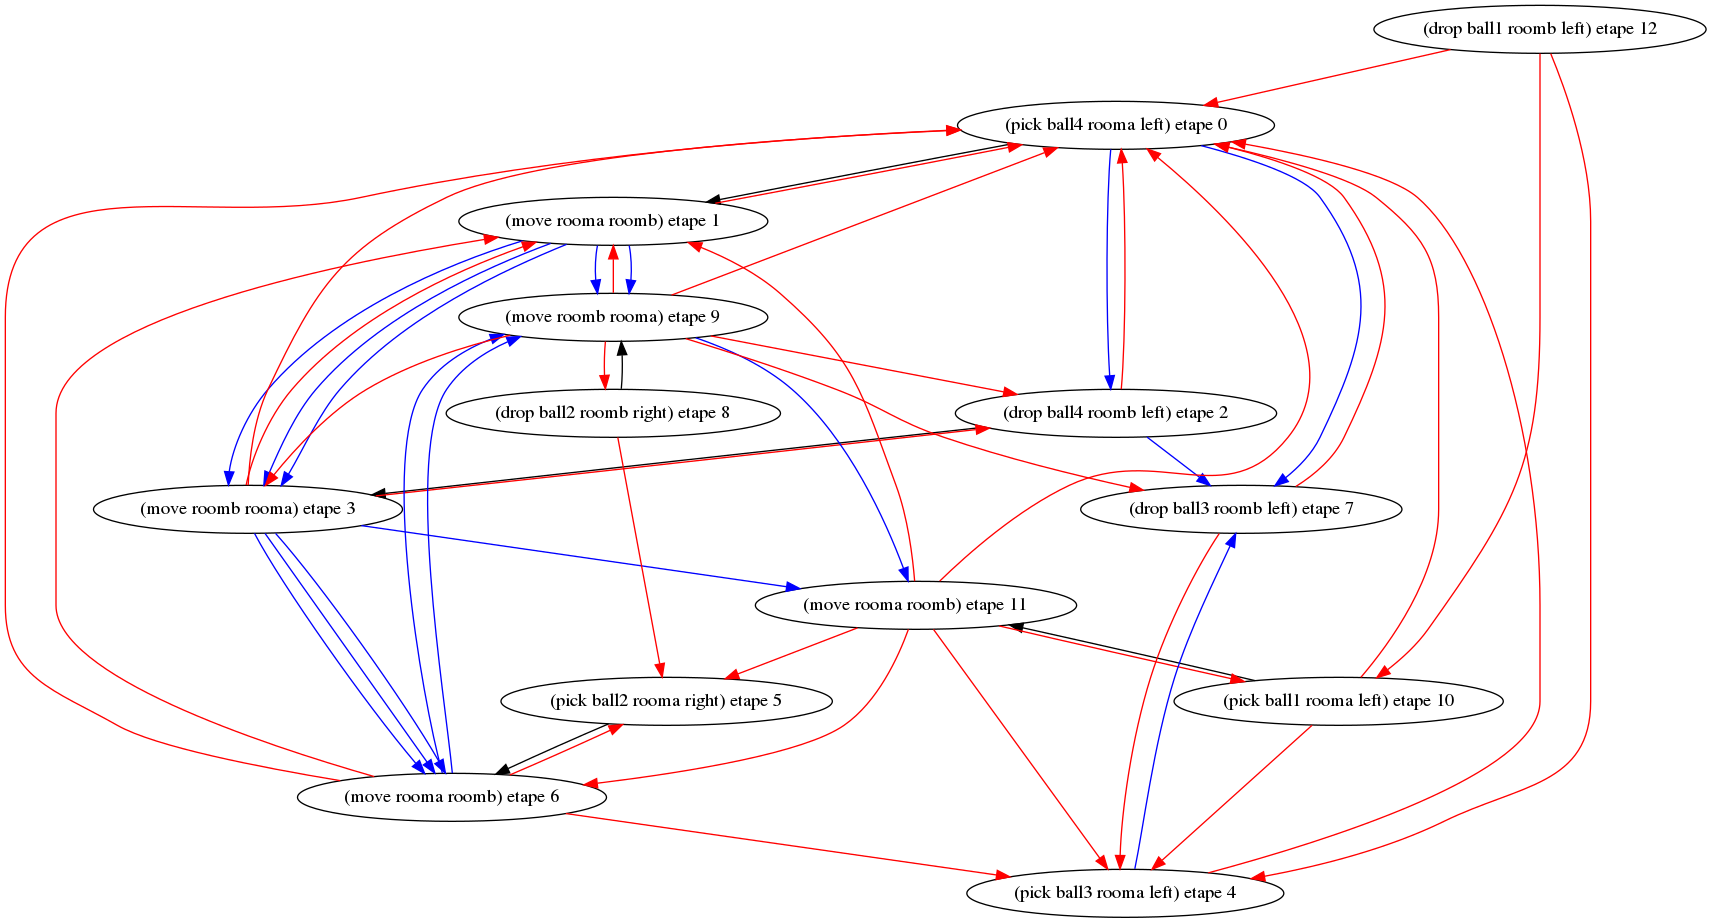 (drop ball1 roomb left) etape 12
(pick ball4 rooma left) etape 0
(move rooma roomb) etape 1
(move roomb rooma) etape 9
(drop ball2 roomb right) etape 8
(drop ball4 roomb left) etape 2
(move roomb rooma) etape 3
(drop ball3 roomb left) etape 7
(move rooma roomb) etape 11
(pick ball2 rooma right) etape 5
(pick ball1 rooma left) etape 10
(move rooma roomb) etape 6
(pick ball3 rooma left) etape 4